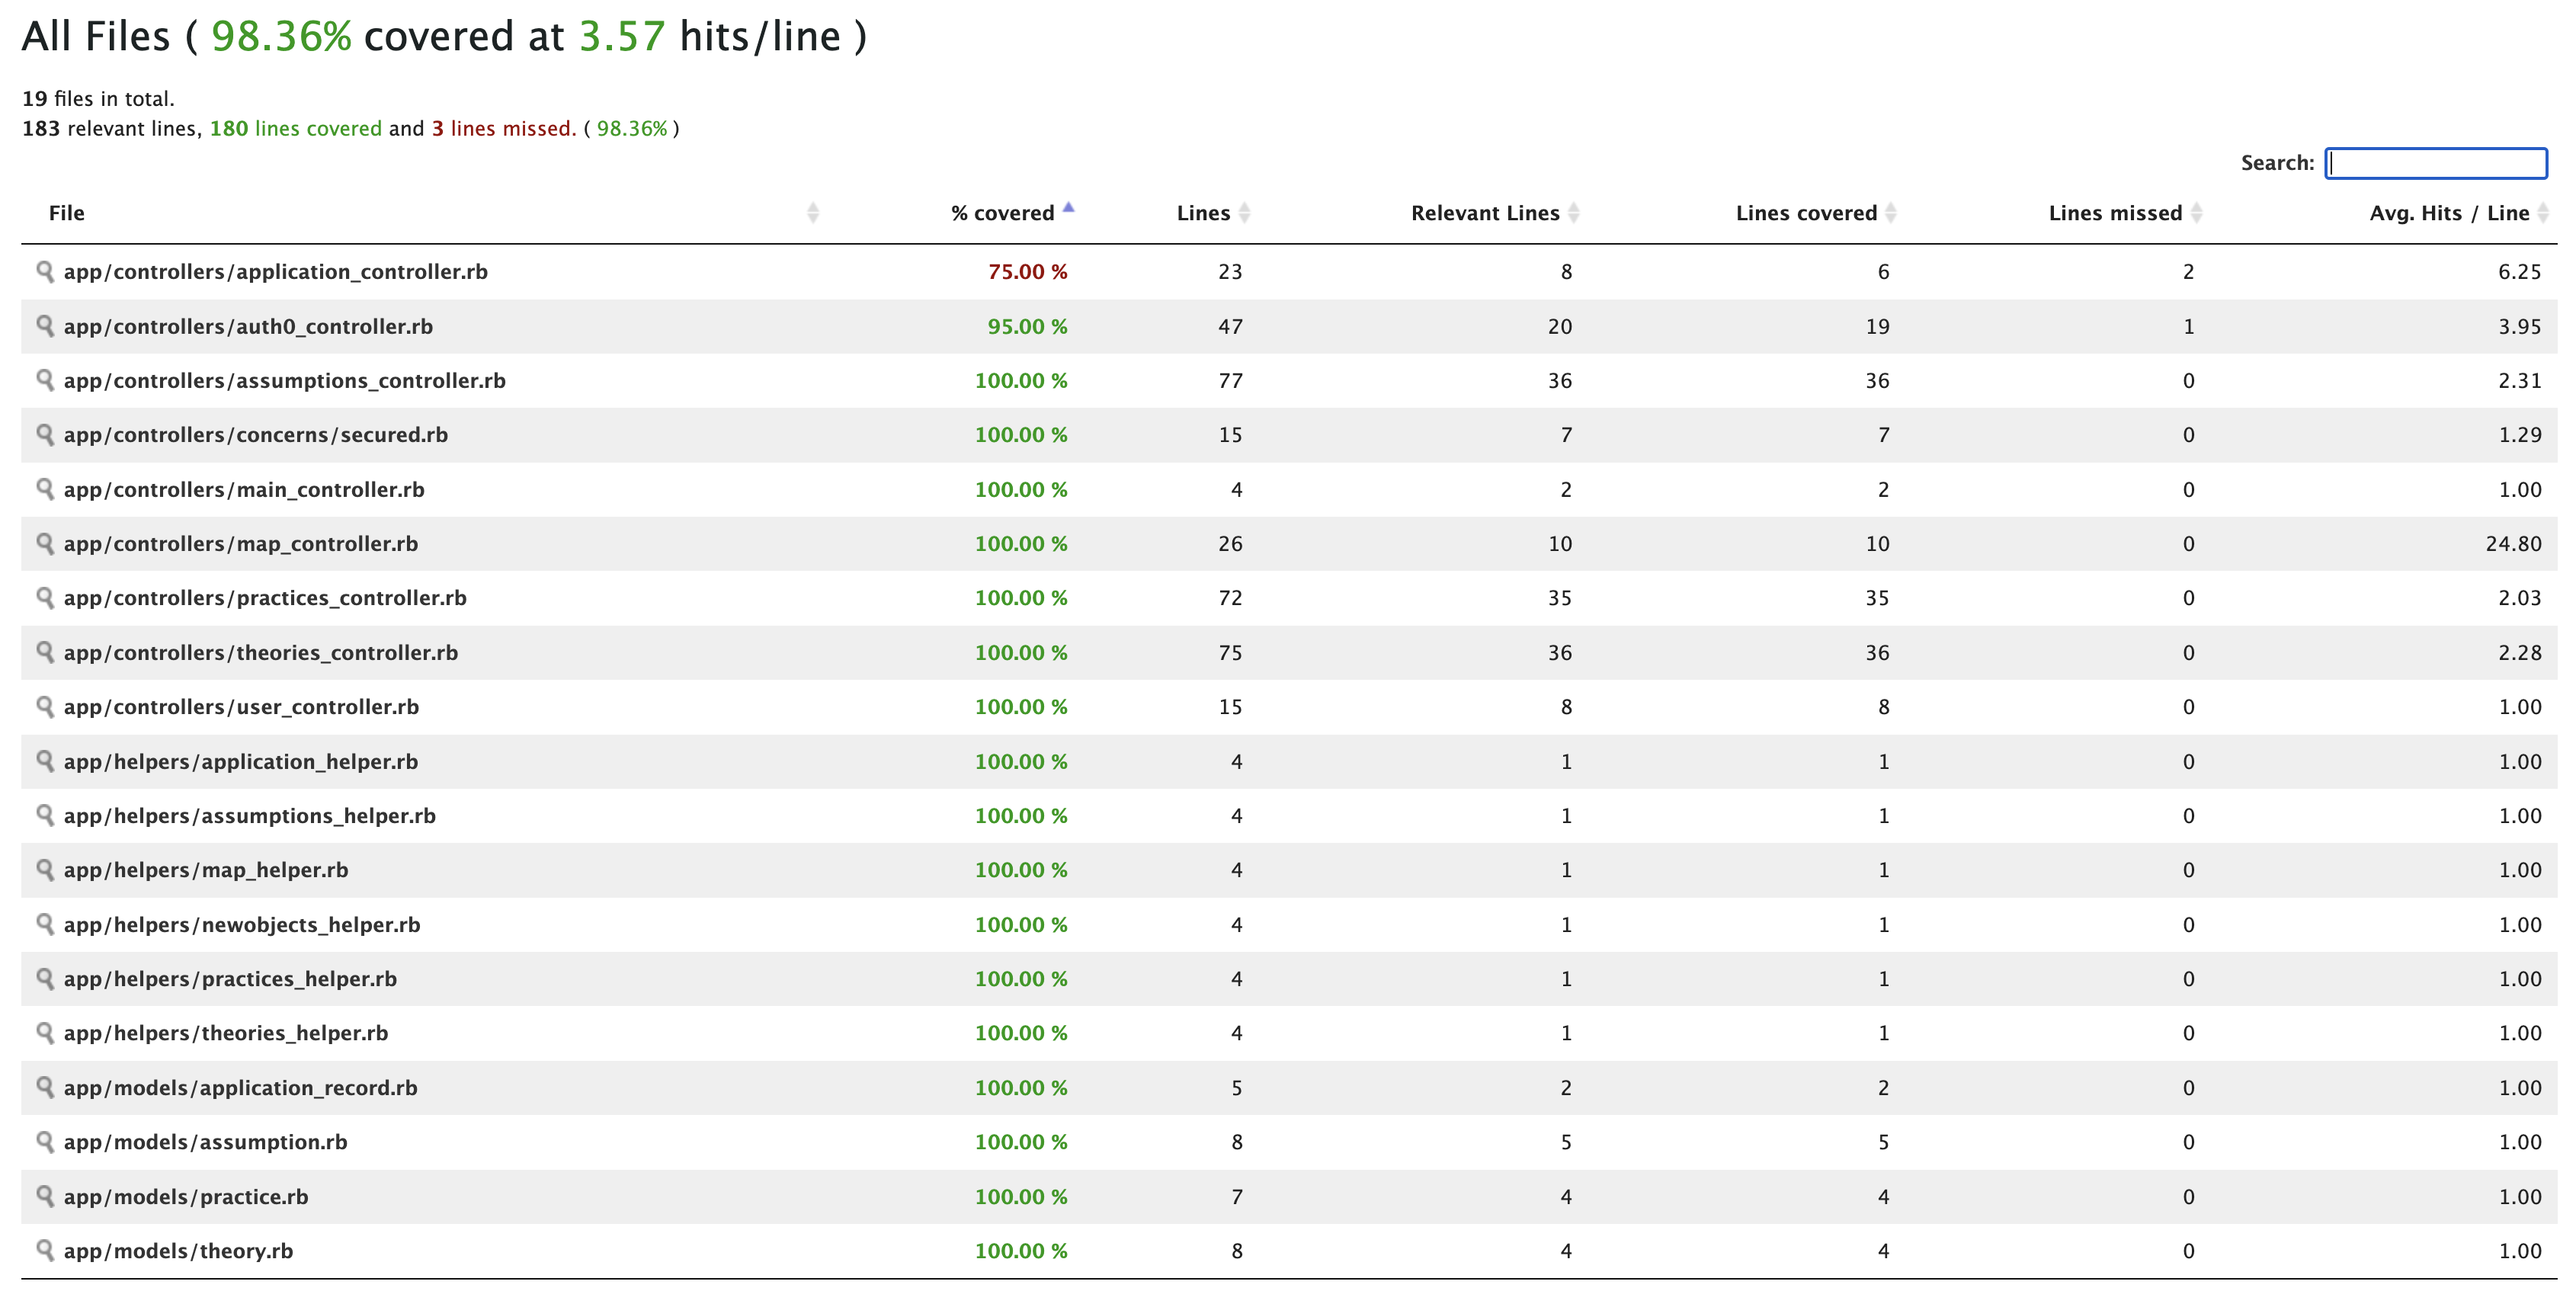 All Files ( 98.36% covered at 3.57 hits/line )
19 files in total.
183 relevant lines, 180 lines covered and 3 lines missed. ( 98.36% )
Search:
File % covered Lines Relevant Lines Lines covered Lines missed Avg. Hits / Line
app/controllers/application_controller.rb 75.00 % 23 8 6 2 6.25
app/controllers/auth0_controller.rb 95.00 % 47 20 19 1 3.95
app/controllers/assumptions_controller.rb 100.00 % 77 36 36 0 2.31
app/controllers/concerns/secured.rb 100.00 % 15 7 7 0 1.29
app/controllers/main_controller.rb 100.00 % 4 2 2 0 1.00
app/controllers/map_controller.rb 100.00 % 26 10 10 0 24.80
app/controllers/practices_controller.rb 100.00 % 72 35 35 0 2.03
app/controllers/theories_controller.rb 100.00 % 75 36 36 0 2.28
app/controllers/user_controller.rb 100.00 % 15 8 8 0 1.00
app/helpers/application_helper.rb 100.00 % 4 1 1 0 1.00
app/helpers/assumptions_helper.rb 100.00 % 4 1 1 0 1.00
app/helpers/map_helper.rb 100.00 % 4 1 1 0 1.00
app/helpers/newobjects_helper.rb 100.00 % 4 1 1 0 1.00
app/helpers/practices_helper.rb 100.00 % 4 1 1 0 1.00
app/helpers/theories_helper.rb 100.00 % 4 1 1 0 1.00
app/models/application_record.rb 100.00 % 5 2 2 0 1.00
app/models/assumption.rb 100.00 % 8 5 5 0 1.00
app/models/practice.rb 100.00 % 7 4 4 0 1.00
app/models/theory.rb 100.00 % 8 4 4 0 1.00